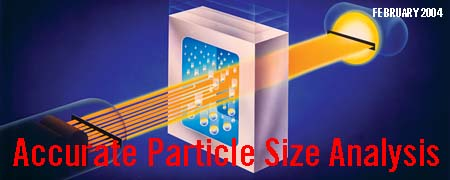 FEBRUARY 2004
Accurate Particle Size Analysis